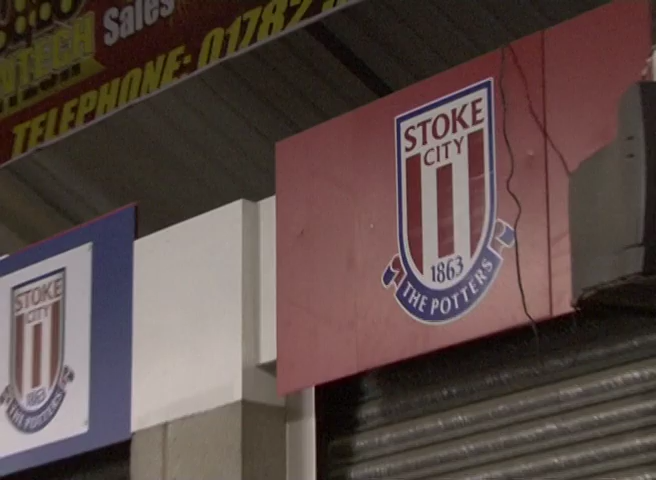 Sales
TELEPHONE: 01782
STOKE
CITY
1863
THE POTTERS
STOKE
CITY
1863
THE POTTERS